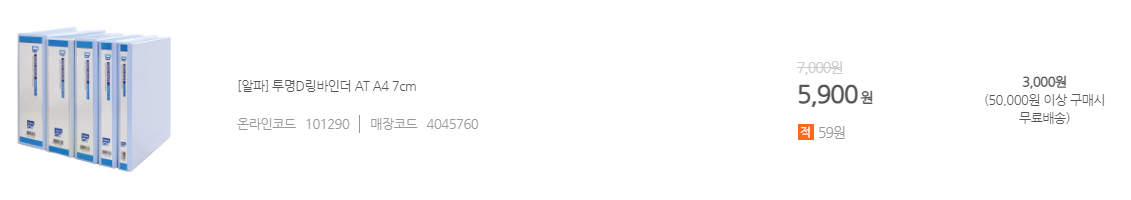 [알파] 투명D링바인더 AT A4 7cm
온라인코드 101290 | 매장코드 4045760
7,000원
5,900원
적 59원
3,000원
(50,000원 이상 구매시
무료배송)